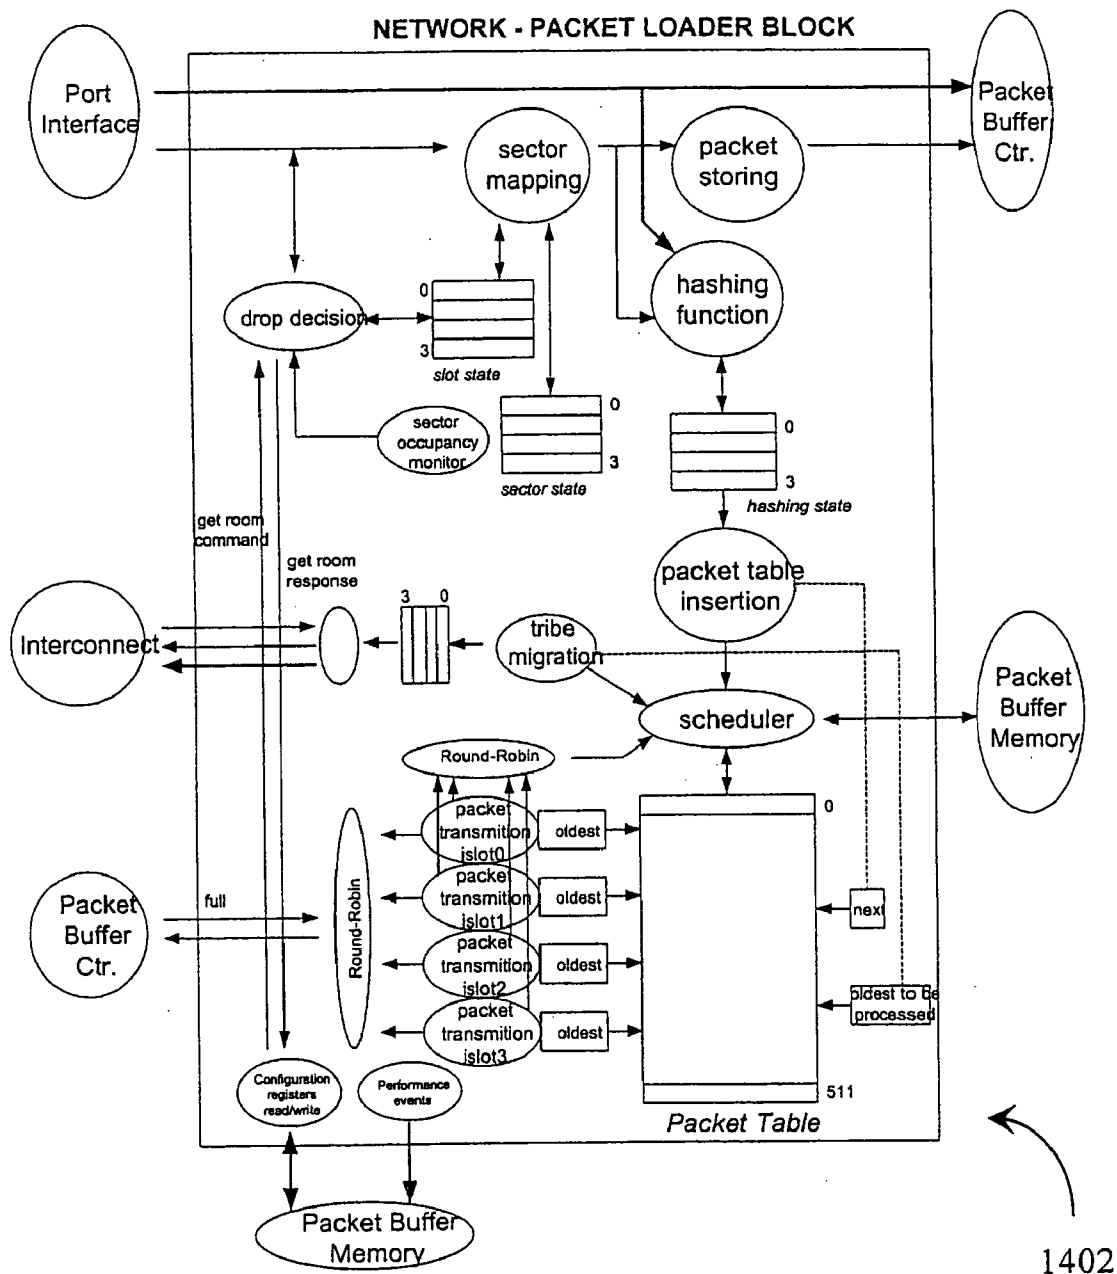 NETWORK - PACKET LOADER BLOCK
Port
Interface
Packet
Buffer
Ctr.
sector
mapping
packet
storing
hashing
function
drop decision
0
3
slot state
sector
occupancy
monitor
0
3
sector state
0
3
hashing state
get room
command
get room
response
packet table
insertion
Interconnect
3
0
tribe
migration
scheduler
Packet
Buffer
Memory
Round-Robin
packet
transmition
islot0
oldest
packet
transmition
islot1
oldest
packet
transmition
islot2
oldest
packet
transmition
islot3
oldest
Round-Robin
Packet
Buffer
Ctr.
full
0
next
oldest to be
processed
511
Packet Table
Configuration
registers
read/write
Performance
events
Packet Buffer
Memory
1402